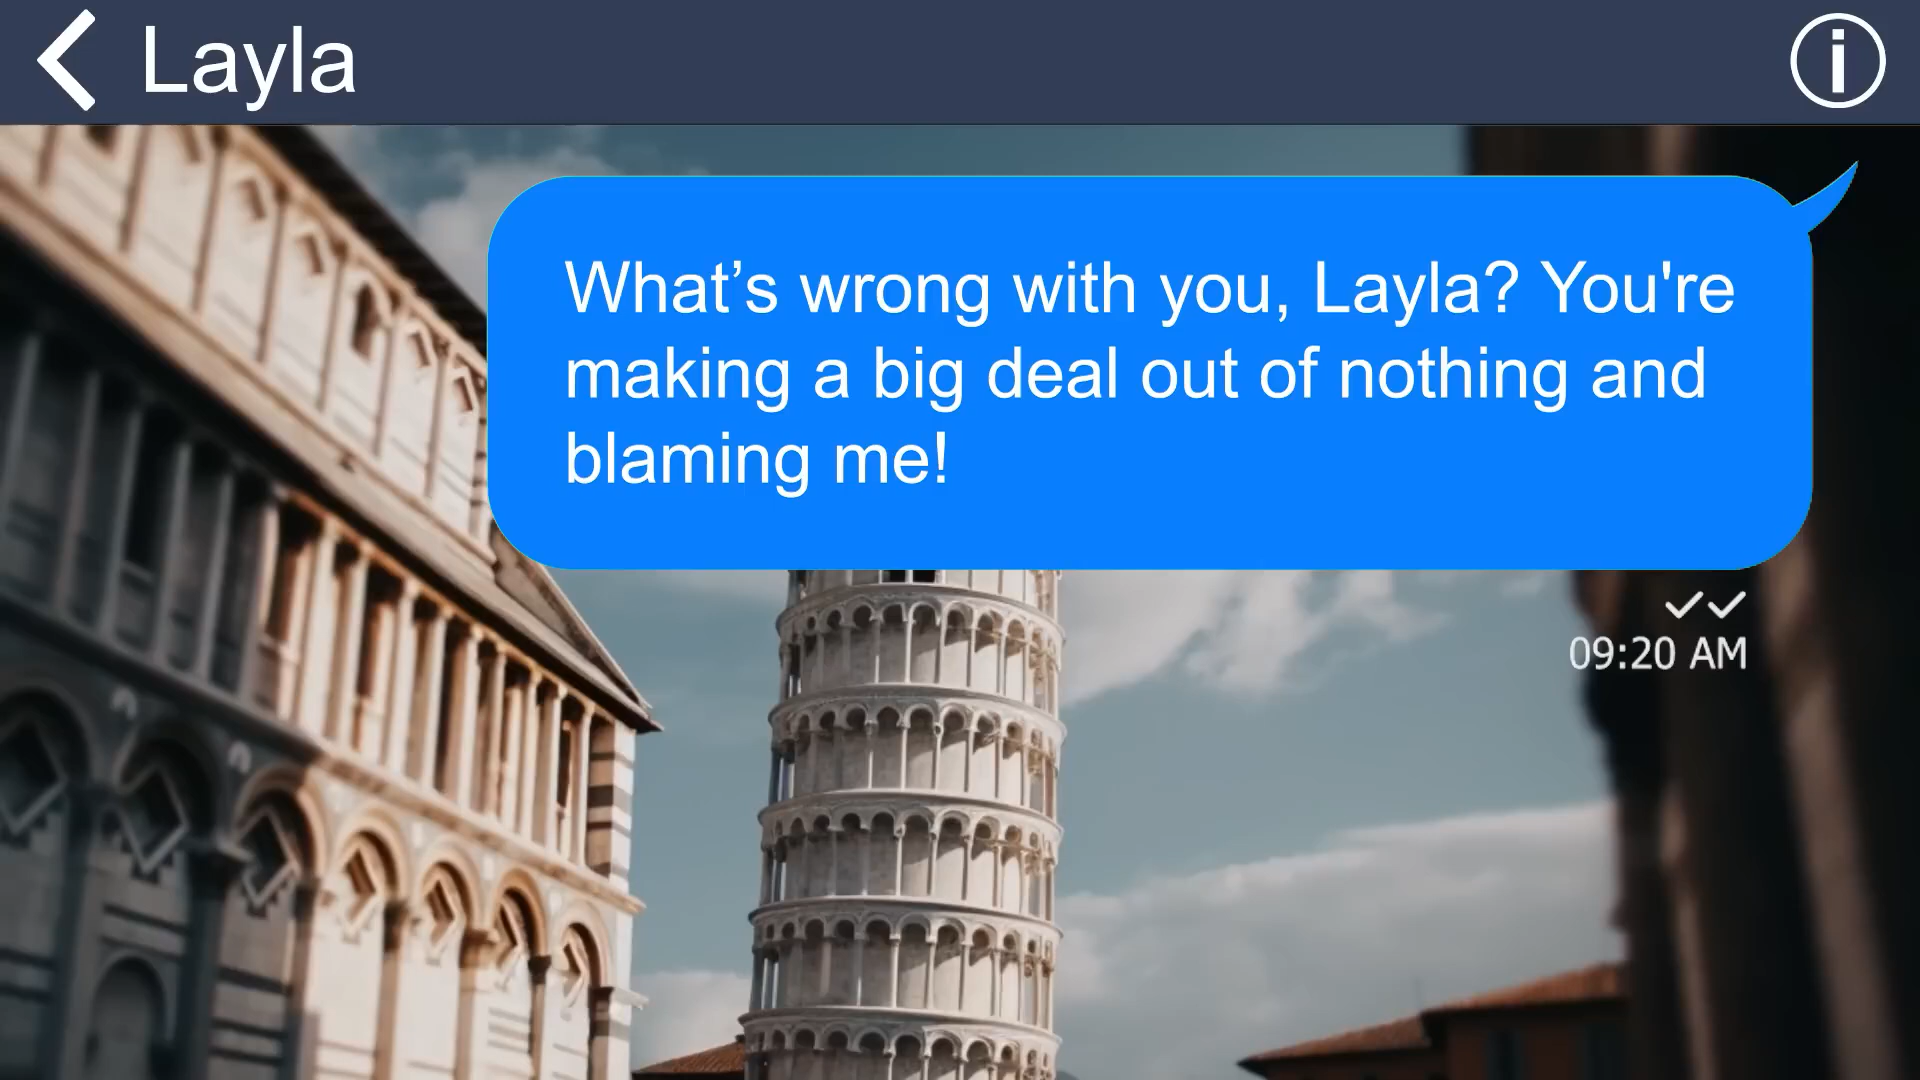 Layla
What’s wrong with you, Layla? You're
making a big deal out of nothing and
blaming me!
09:20 AM